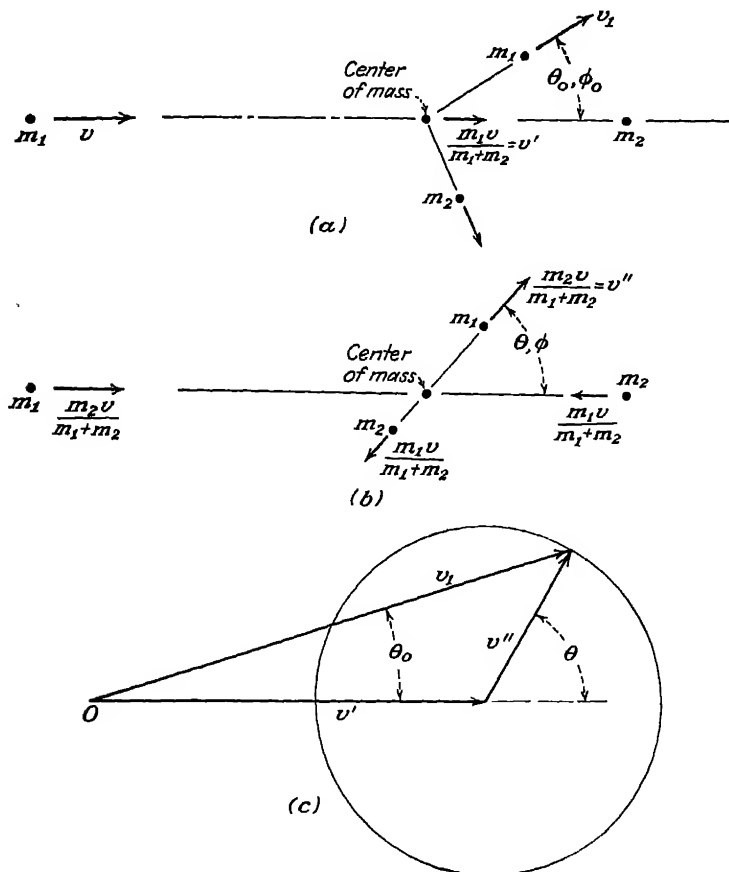 v₁
m₁
Center
of mass
θ₀, ϕ₀
m₁
v
m₁v/(m₁+m₂) = v′
m₂
m₂
(a)
m₂v/(m₁+m₂) = v″
m₁
θ, ϕ
Center
of mass
m₂
m₁
m₂v/(m₁+m₂)
m₂
m₁v/(m₁+m₂)
m₁v/(m₁+m₂)
(b)
v₁
v″
θ₀
θ
O
v′
(c)